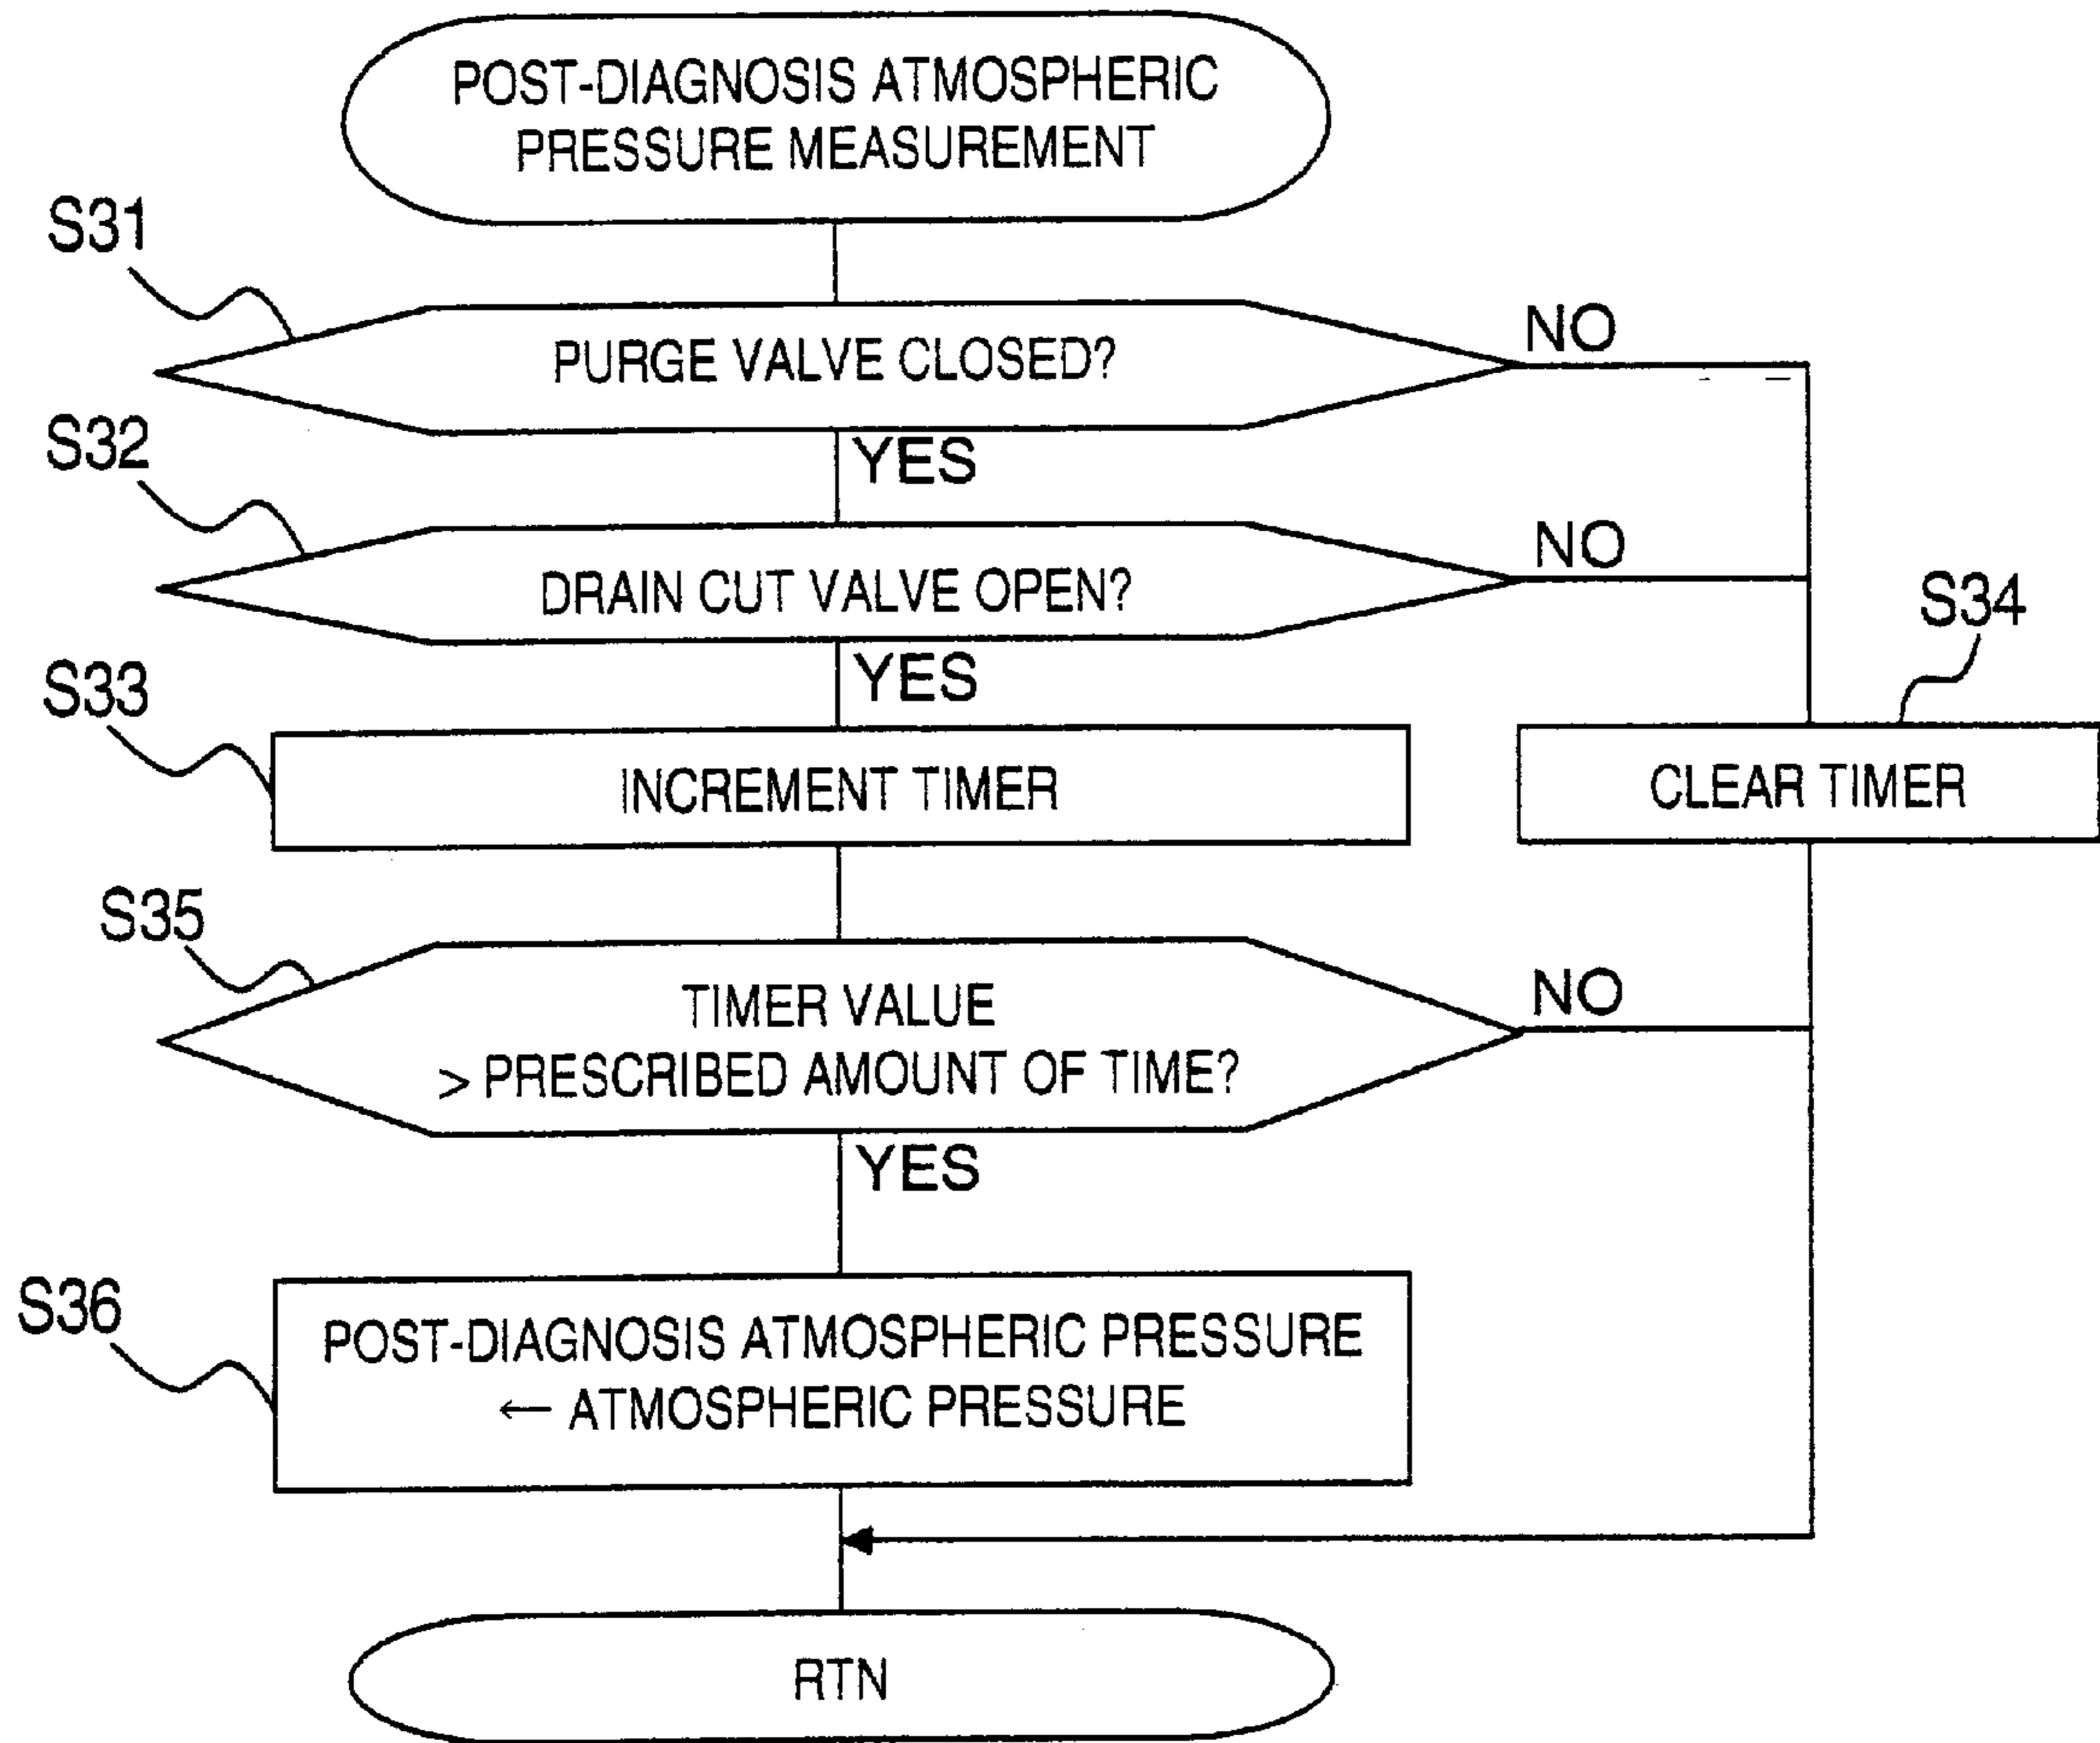 POST-DIAGNOSIS ATMOSPHERIC
PRESSURE MEASUREMENT
S31
PURGE VALVE CLOSED?
NO
YES
S32
DRAIN CUT VALVE OPEN?
NO
YES
S33
INCREMENT TIMER
S34
CLEAR TIMER
S35
TIMER VALUE
> PRESCRIBED AMOUNT OF TIME?
NO
YES
S36
POST-DIAGNOSIS ATMOSPHERIC PRESSURE
← ATMOSPHERIC PRESSURE
RTN